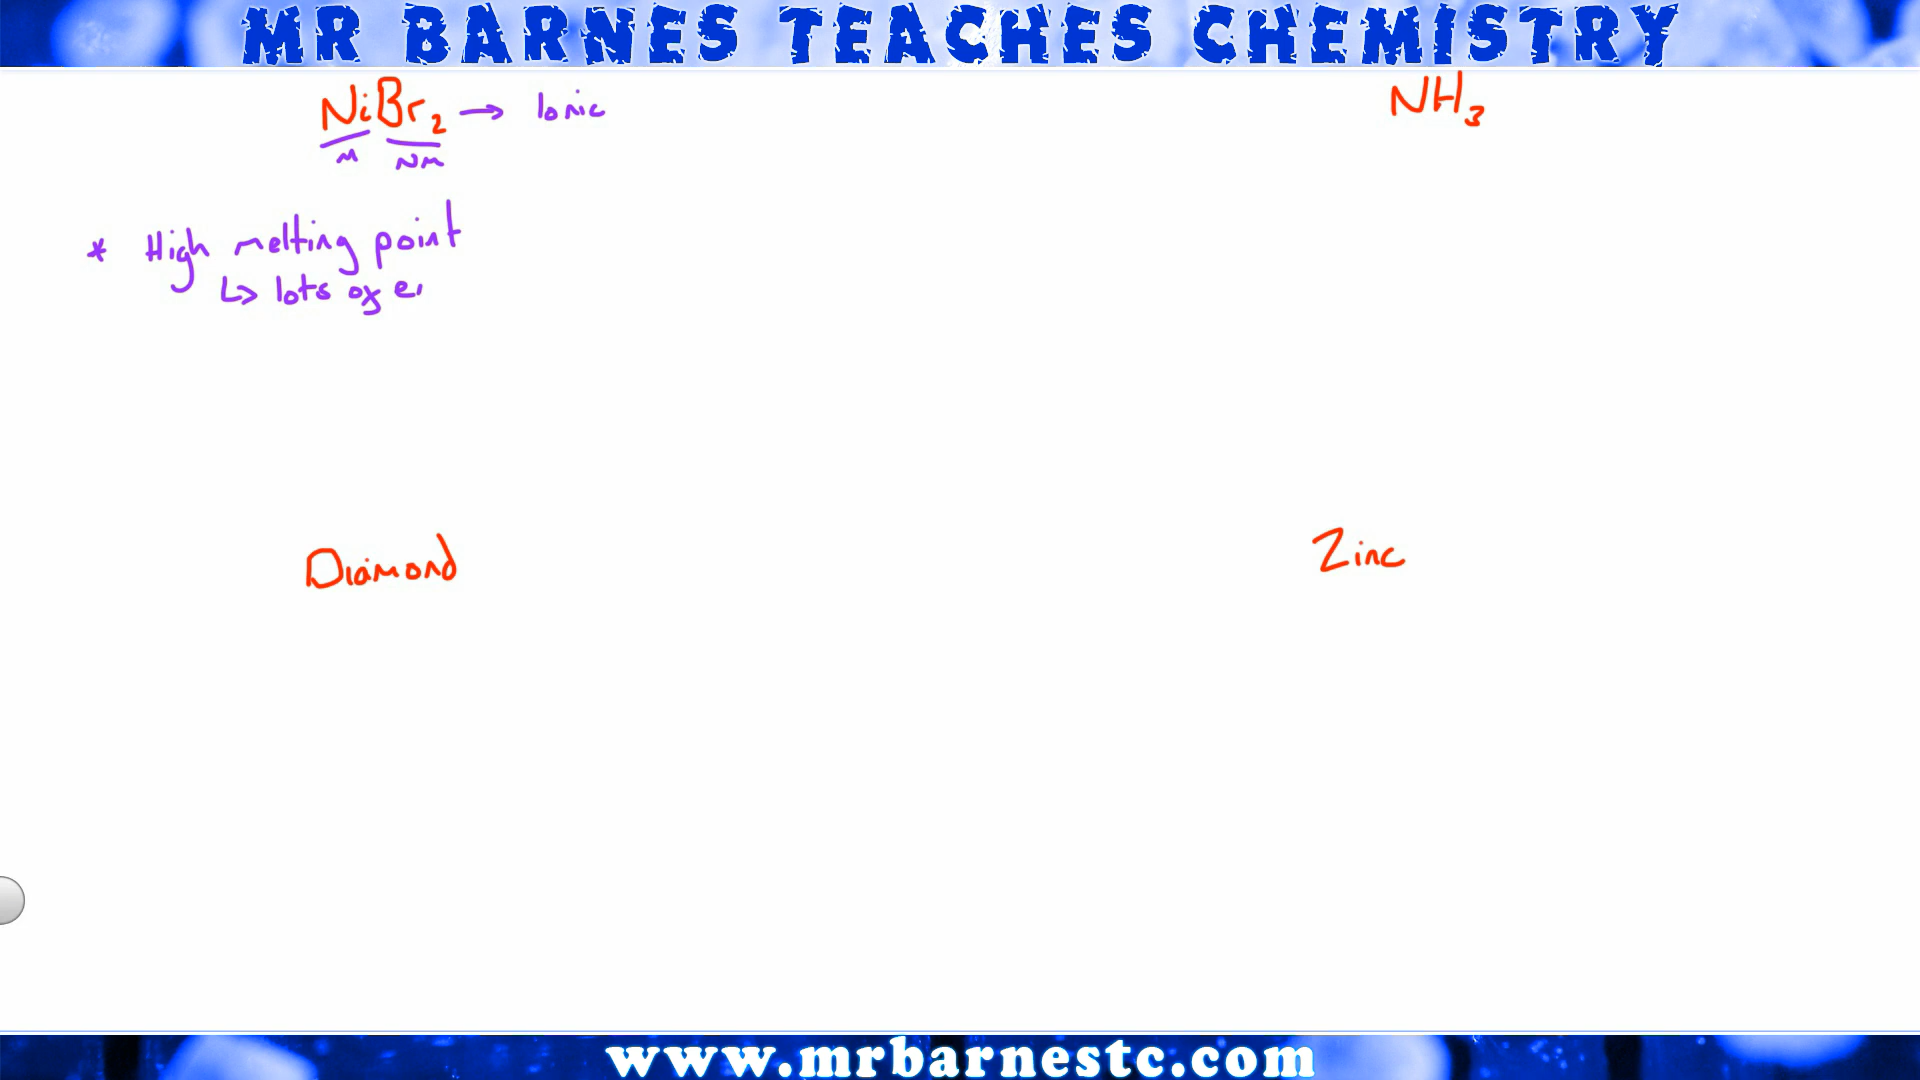 MR BARNES TEACHES CHEMISTRY
NiBr₂ → Ionic
M NM
NH₃
* High melting point
↳ lots of
Diamond
Zinc
www.mrbarnestc.com